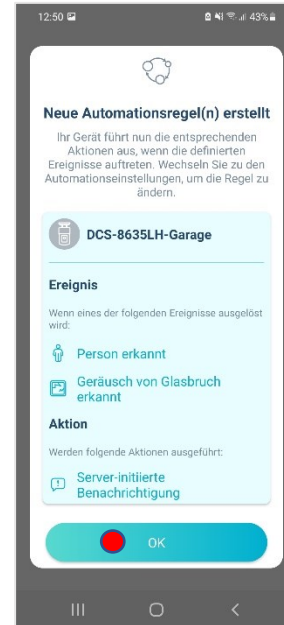 12:50 43%
Neue Automationsregel(n) erstellt
Ihr Gerät führt nun die entsprechenden
Aktionen aus, wenn die definierten
Ereignisse auftreten. Wechseln Sie zu den
Automationseinstellungen, um die Regel zu
ändern.
DCS-8635LH-Garage
Ereignis
Wenn eines der folgenden Ereignisse ausgelöst
wird:
Person erkannt
Geräusch von Glasbruch
erkannt
Aktion
Werden folgende Aktionen ausgeführt:
Server-initiierte
Benachrichtigung
OK